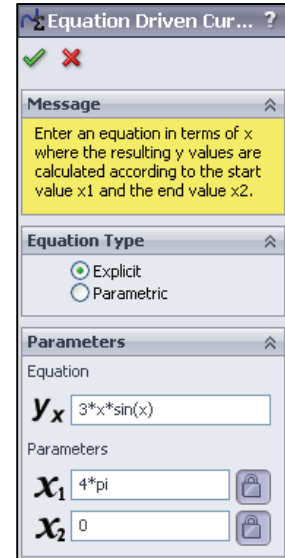 Equation Driven Cur... ?
Message
Enter an equation in terms of x
where the resulting y values are
calculated according to the start
value x1 and the end value x2.
Equation Type
Explicit
Parametric
Parameters
Equation
yx 3*x*sin(x)
Parameters
x1 4*pi
x2 0